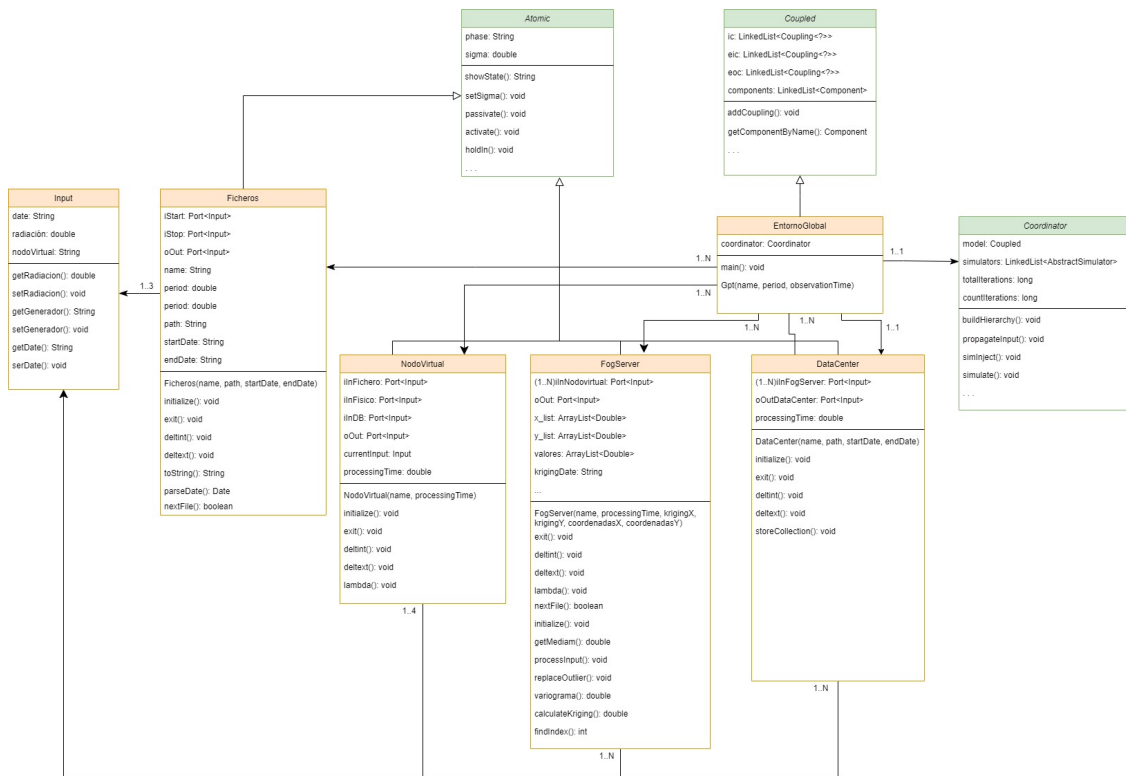 Atomic
phase: String
sigma: double
showState(): String
setSigma(): void
passivate(): void
activate(): void
holdIn(): void
. . .
Coupled
ic: LinkedList<Coupling<?>>
eic: LinkedList<Coupling<?>>
eoc: LinkedList<Coupling<?>>
components: LinkedList<Component>
addCoupling(): void
getComponentByName(): Component
. . .
Input
date: String
radiación: double
nodoVirtual: String
getRadiacion(): double
setRadiacion(): void
getGenerador(): String
setGenerador(): void
getDate(): String
serDate(): void
1..3
Ficheros
iStart: Port<Input>
iStop: Port<Input>
oOut: Port<Input>
name: String
period: double
period: double
path: String
startDate: String
endDate: String
Ficheros(name, path, startDate, endDate)
initialize(): void
exit(): void
deltint(): void
deltext(): void
toString(): String
parseDate(): Date
nextFile(): boolean
EntornoGlobal
coordinator: Coordinator
main(): void
Gpt(name, period, observationTime)
1..N
1..N
1..N
1..N
1..1
1..1
Coordinator
model: Coupled
simulators: LinkedList<AbstractSimulator>
totalIterations: long
countIterations: long
buildHierarchy(): void
propagateInput(): void
simInject(): void
simulate(): void
. . .
NodoVirtual
iInFichero: Port<Input>
iInFisico: Port<Input>
iInDB: Port<Input>
oOut: Port<Input>
currentInput: Input
processingTime: double
NodoVirtual(name, processingTime)
initialize(): void
exit(): void
deltint(): void
deltext(): void
lambda(): void
1..4
FogServer
(1..N)iInNodovirtual: Port<Input>
oOut: Port<Input>
x_list: ArrayList<Double>
y_list: ArrayList<Double>
valores: ArrayList<Double>
krigingDate: String
...
FogServer(name, processingTime, krigingX,
krigingY, coordenadasX, coordenadasY)
exit(): void
deltint(): void
deltext(): void
lambda(): void
nextFile(): boolean
initialize(): void
getMediam(): double
processInput(): void
replaceOutlier(): void
variograma(): double
calculateKriging(): double
findIndex(): int
1..N
DataCenter
(1..N)iInFogServer: Port<Input>
oOutDataCenter: Port<Input>
processingTime: double
DataCenter(name, path, startDate, endDate)
initialize(): void
exit(): void
deltint(): void
deltext(): void
storeCollection(): void
1..N